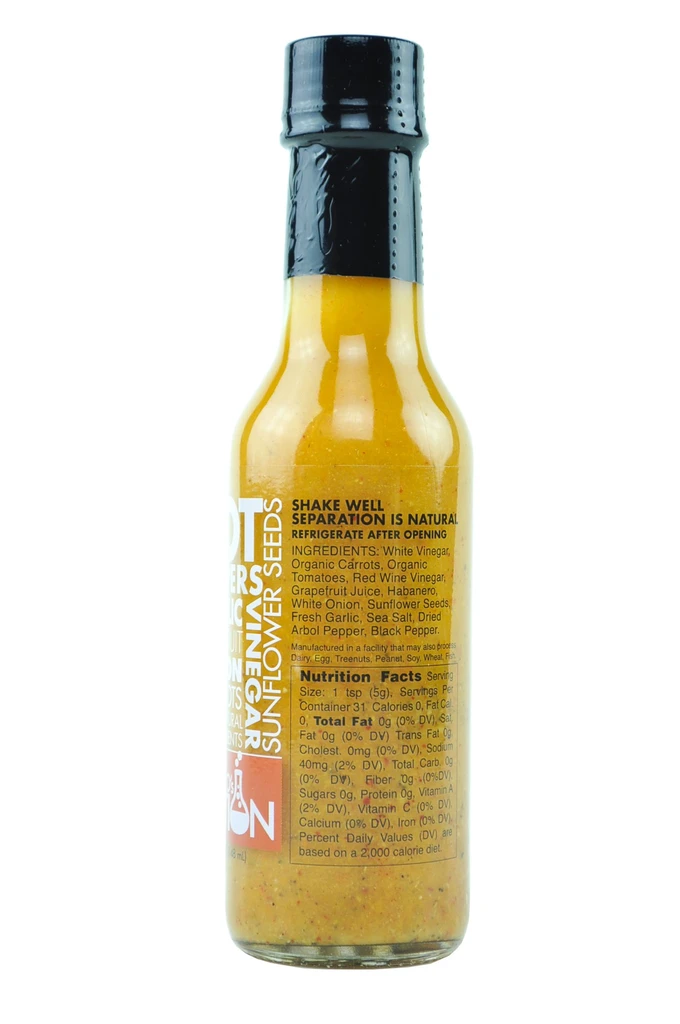 OT
ERS
IC
VINEGAR
SUNFLOWER SEEDS
SHAKE WELL
SEPARATION IS NATURAL
REFRIGERATE AFTER OPENING
INGREDIENTS: White Vinegar,
Organic Carrots, Organic
Tomatoes, Red Wine Vinegar,
Grapefruit Juice, Habanero,
White Onion, Sunflower Seeds,
Fresh Garlic, Sea Salt, Dried
Arbol Pepper, Black Pepper.
Manufactured in a facility that may also process
Dairy, Egg, Treenuts, Peanut, Soy, Wheat, Fish
Nutrition Facts Serving
Size: 1 tsp (5g), Servings Per
Container 31 Calories 0, Fat Cal.
0, Total Fat 0g (0% DV), Sat.
Fat 0g (0% DV) Trans Fat 0g,
Cholest. 0mg (0% DV), Sodium
40mg (2% DV), Total Carb. 0g
(0% DV), Fiber 0g (0%DV),
Sugars 0g, Protein 0g, Vitamin A
(2% DV), Vitamin C (0% DV),
Calcium (0% DV), Iron (0% DV),
Percent Daily Values (DV) are
based on a 2,000 calorie diet.